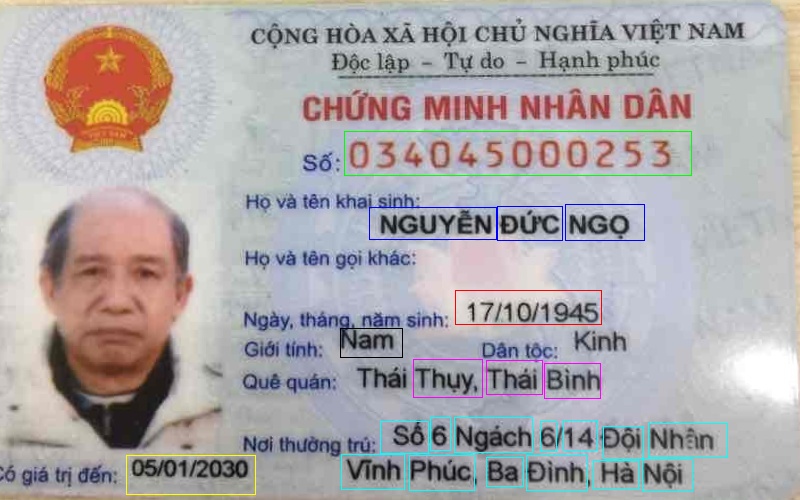 CỘNG HÒA XÃ HỘI CHỦ NGHĨA VIỆT NAM
Độc lập – Tự do – Hạnh phúc
CHỨNG MINH NHÂN DÂN
Số: 034045000253
Họ và tên khai sinh:
NGUYỄN ĐỨC NGỌ
Họ và tên gọi khác:
Ngày, tháng, năm sinh: 17/10/1945
Giới tính: Nam Dân tộc: Kinh
Quê quán: Thái Thụy, Thái Bình
Nơi thường trú: Số 6 Ngách 6/14 Đội Nhân
Vĩnh Phúc, Ba Đình, Hà Nội
Có giá trị đến: 05/01/2030